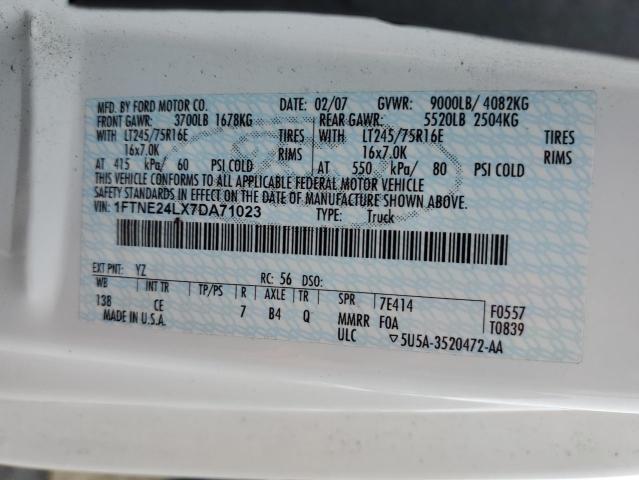 MFD. BY FORD MOTOR CO. DATE: 02/07 GVWR: 9000LB/ 4082KG
FRONT GAWR: 3700LB 1678KG REAR GAWR: 5520LB 2504KG
WITH LT245/75R16E TIRES WITH LT245/75R16E TIRES
16x7.0K RIMS 16x7.0K RIMS
AT 415 kPa/ 60 PSI COLD AT 550 kPa/ 80 PSI COLD
THIS VEHICLE CONFORMS TO ALL APPLICABLE FEDERAL MOTOR VEHICLE
SAFETY STANDARDS IN EFFECT ON THE DATE OF MANUFACTURE SHOWN ABOVE.
VIN: 1FTNE24LX7DA71023 TYPE: Truck
EXT PNT: YZ RC: 56 DSO:
WB INT TR TP/PS R AXLE TR SPR 7E414 F0557
138 CE 7 B4 Q MMRR F0A T0839
MADE IN U.S.A. ULC ▽5U5A-3520472-AA